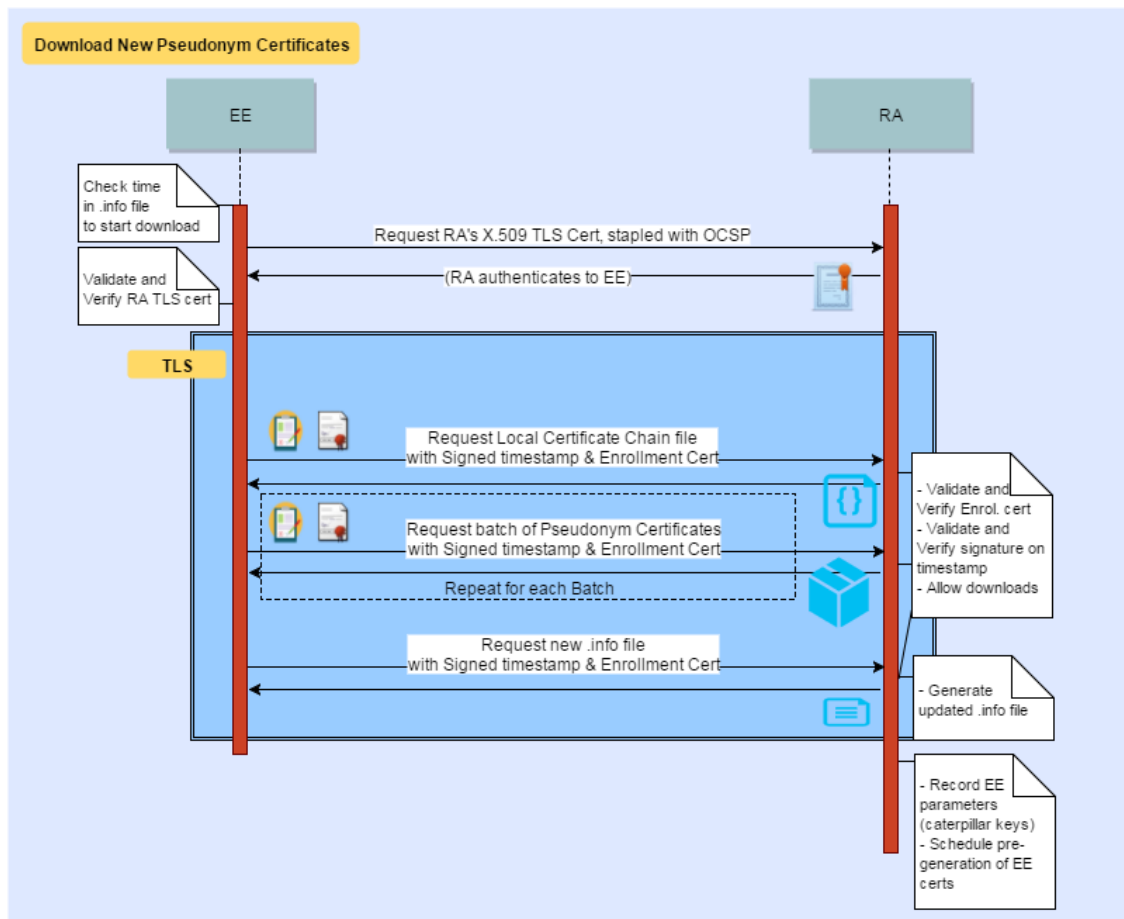 Download New Pseudonym Certificates
EE
RA
Check time
in .info file
to start download
Request RA's X.509 TLS Cert, stapled with OCSP
(RA authenticates to EE)
Validate and
Verify RA TLS cert
TLS
Request Local Certificate Chain file
with Signed timestamp & Enrollment Cert
- Validate and
Verify Enrol. cert
- Validate and
Verify signature on
timestamp
- Allow downloads
{}
Request batch of Pseudonym Certificates
with Signed timestamp & Enrollment Cert
Repeat for each Batch
Request new .info file
with Signed timestamp & Enrollment Cert
- Generate
updated .info file
- Record EE
parameters
(caterpillar keys)
- Schedule pre-
generation of EE
certs